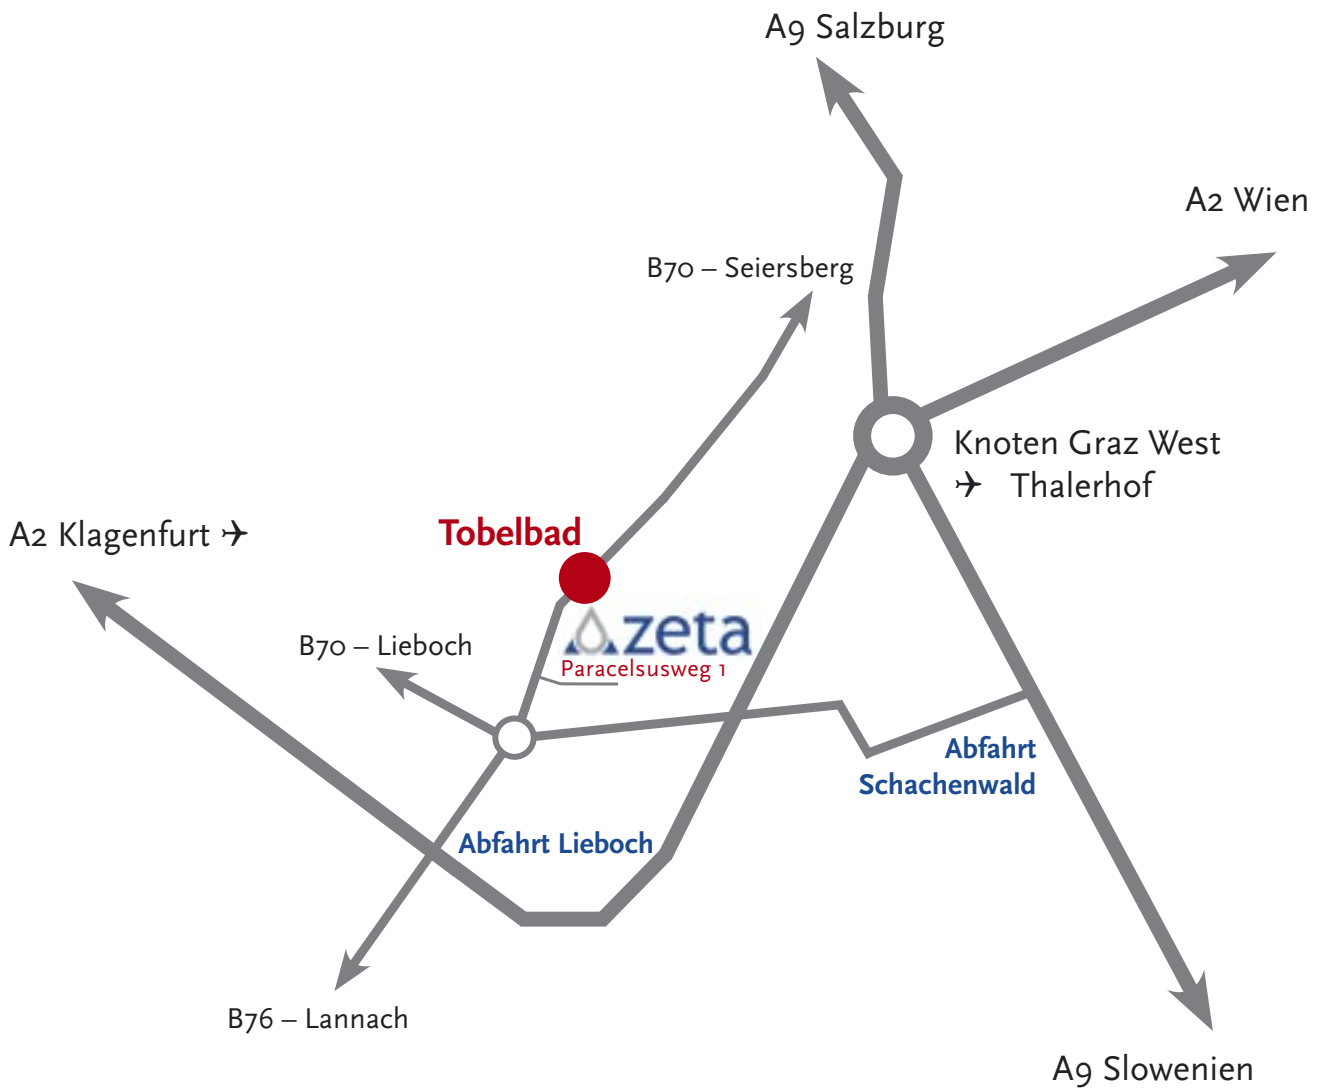 A9 Salzburg
A2 Wien
B70 – Seiersberg
Knoten Graz West
✈ Thalerhof
Tobelbad
A2 Klagenfurt ✈
zeta
B70 – Lieboch
Paracelsusweg 1
Abfahrt
Schachenwald
Abfahrt Lieboch
B76 – Lannach
A9 Slowenien